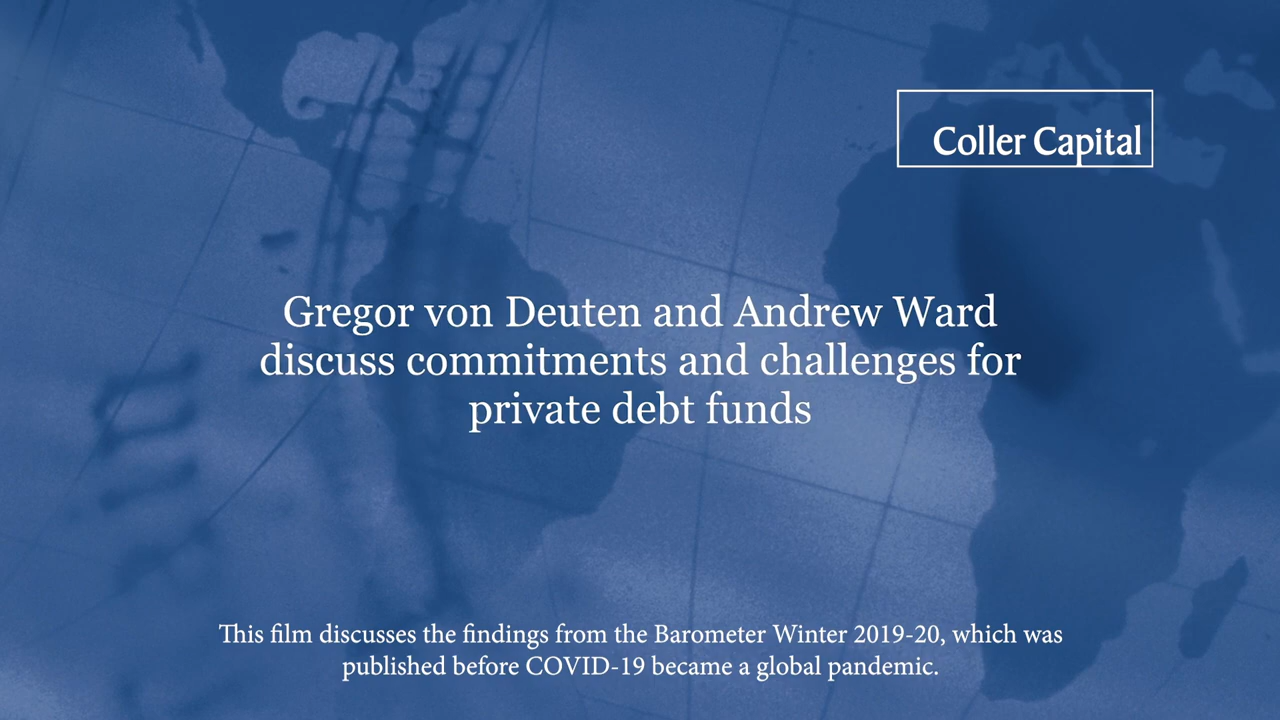 Coller Capital
Gregor von Deuten and Andrew Ward
discuss commitments and challenges for
private debt funds
This film discusses the findings from the Barometer Winter 2019-20, which was
published before COVID-19 became a global pandemic.